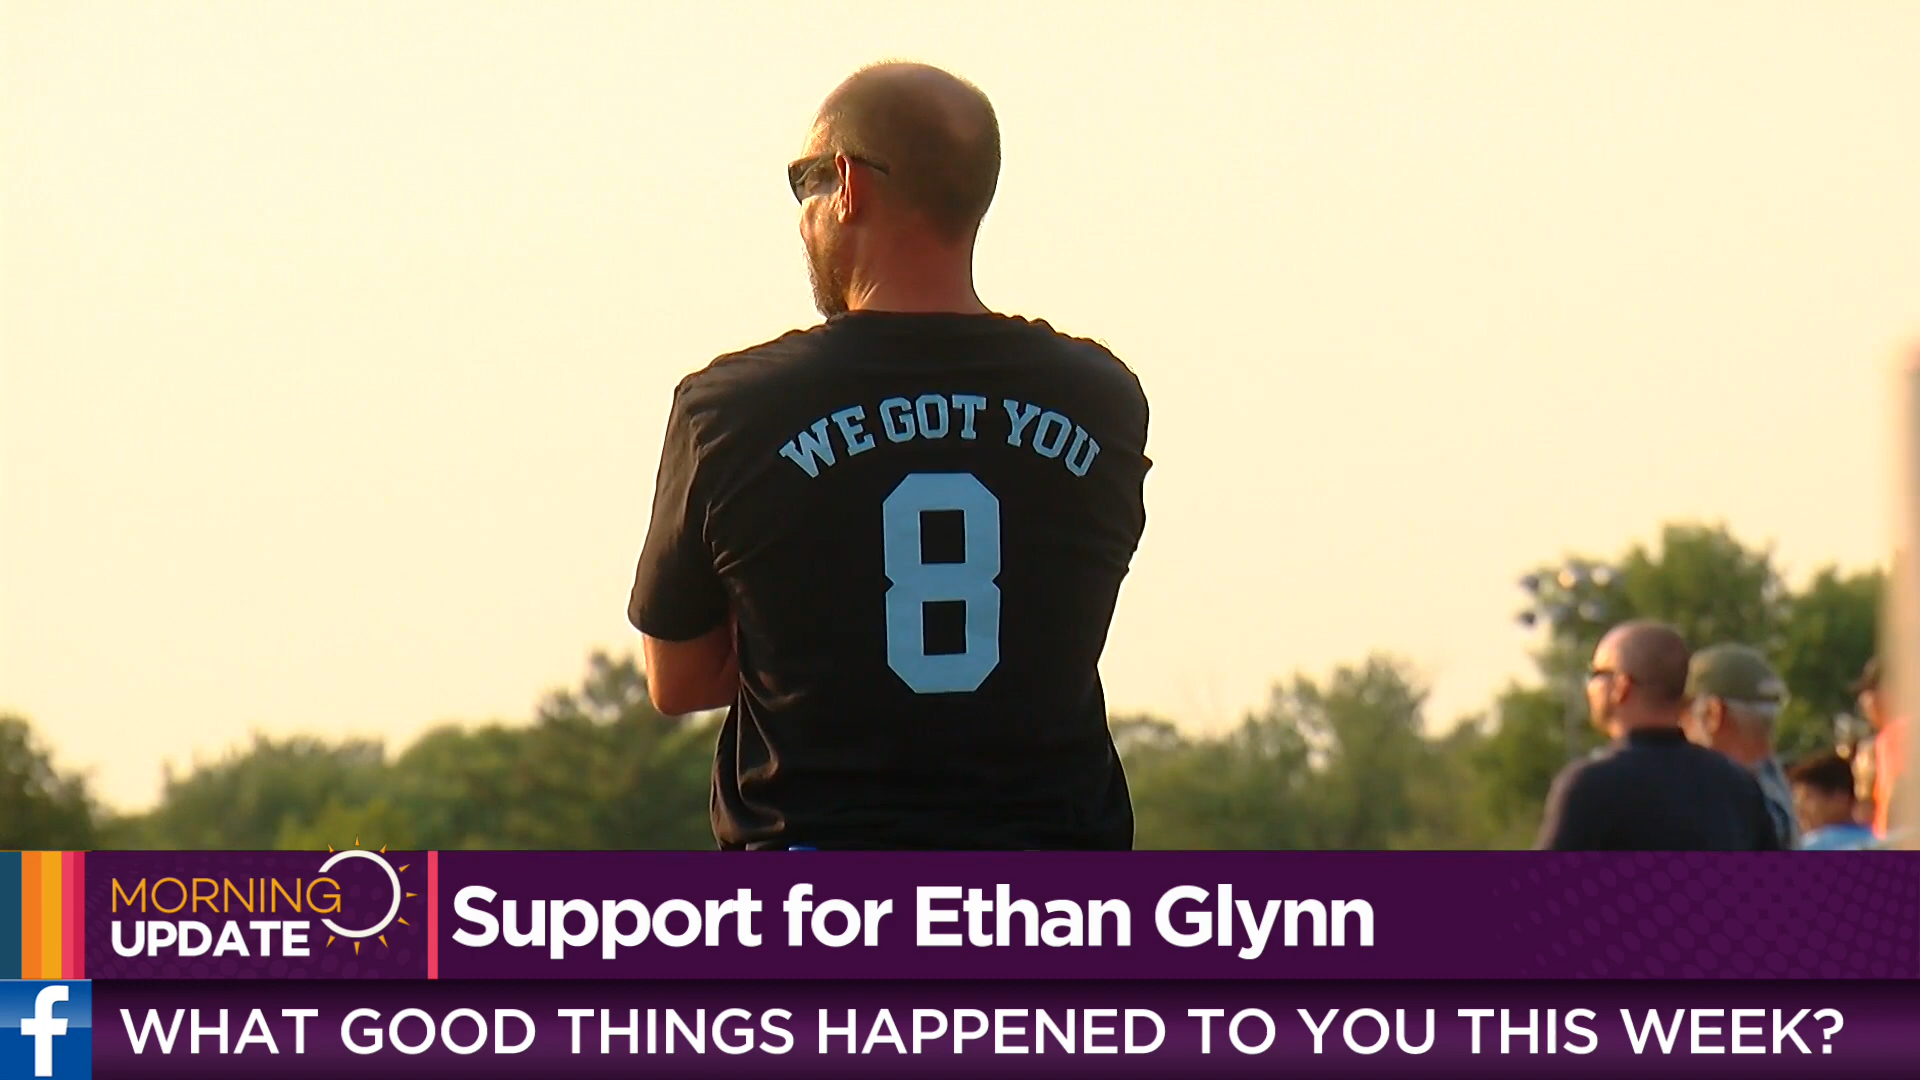 WE GOT YOU
8
MORNING
UPDATE
Support for Ethan Glynn
f
WHAT GOOD THINGS HAPPENED TO YOU THIS WEEK?